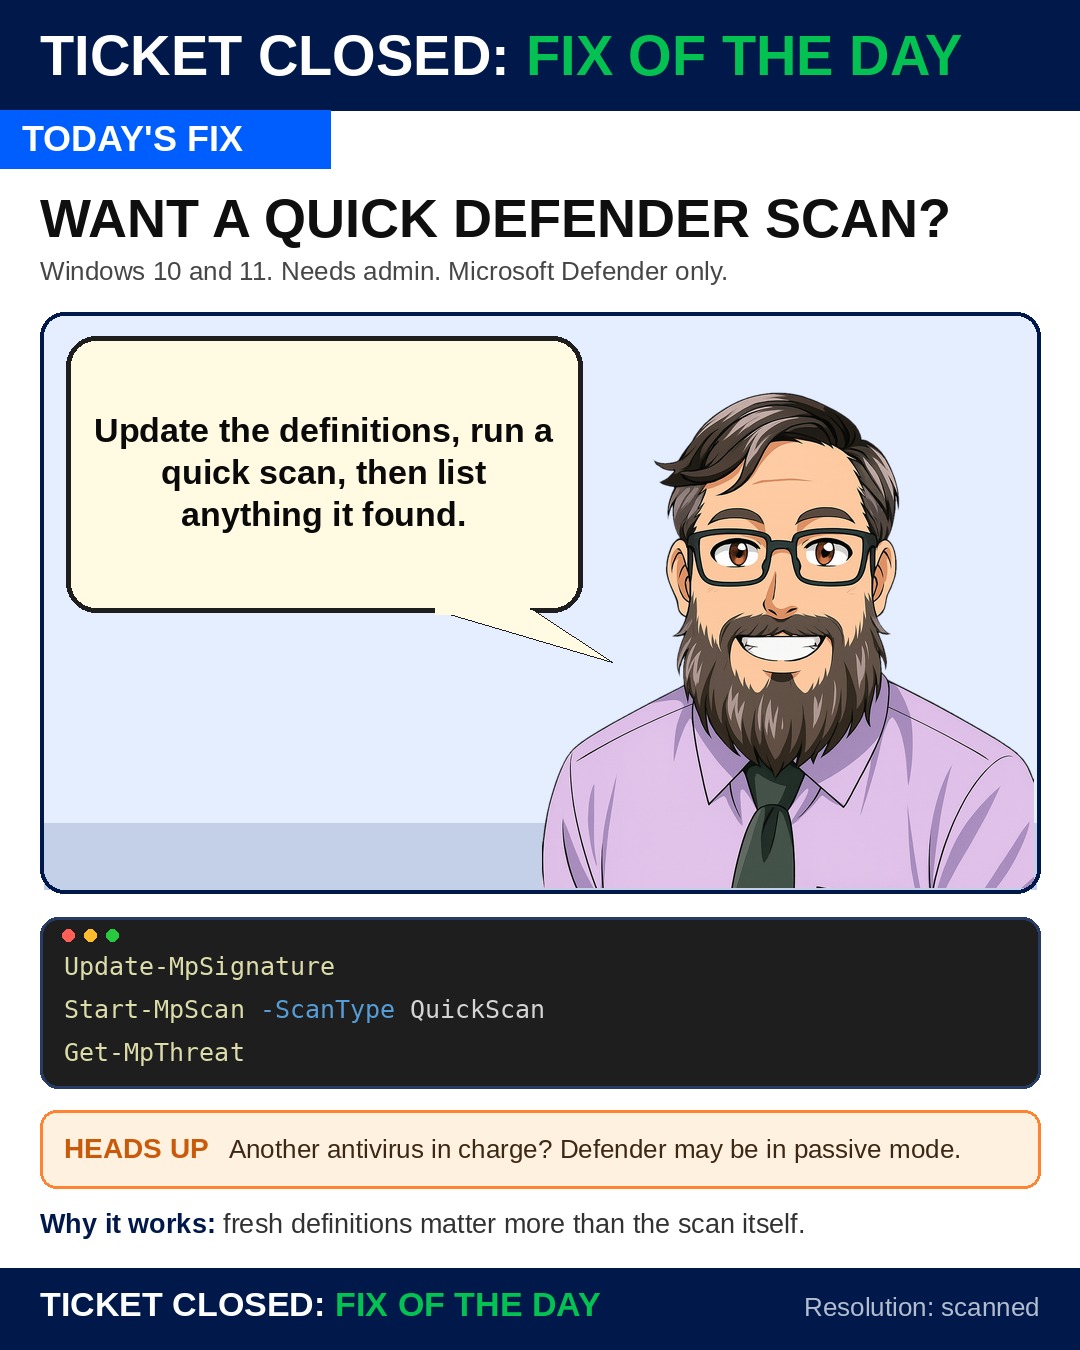 TICKET CLOSED: FIX OF THE DAY
TODAY'S FIX
WANT A QUICK DEFENDER SCAN?
Windows 10 and 11. Needs admin. Microsoft Defender only.
Update the definitions, run a
quick scan, then list
anything it found.
Update-MpSignature
Start-MpScan -ScanType QuickScan
Get-MpThreat
HEADS UP Another antivirus in charge? Defender may be in passive mode.
Why it works: fresh definitions matter more than the scan itself.
TICKET CLOSED: FIX OF THE DAY
Resolution: scanned